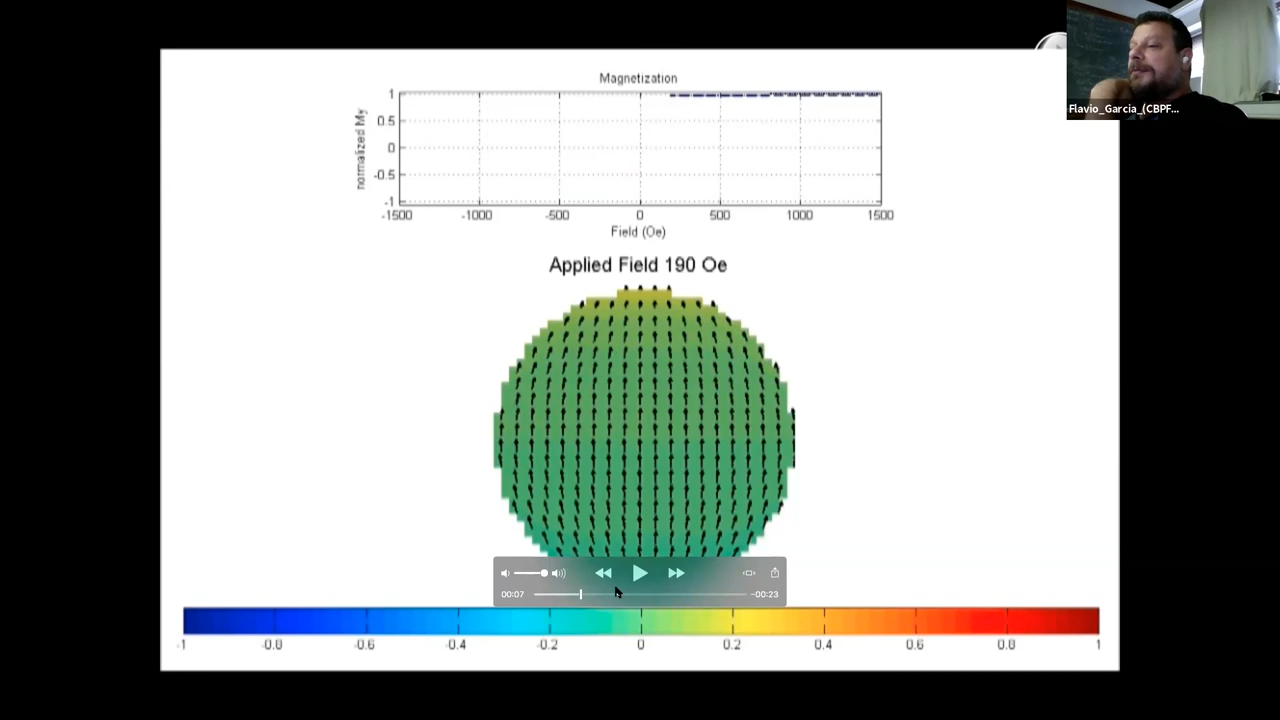 Flavio_Garcia_(CBPF...
Magnetization
normalized My
1
0.5
0
-0.5
-1
-1500 -1000 -500 0 500 1000 1500
Field (Oe)
Applied Field 190 Oe
00:07 -00:23
-1 -0.8 -0.6 -0.4 -0.2 0 0.2 0.4 0.6 0.8 1